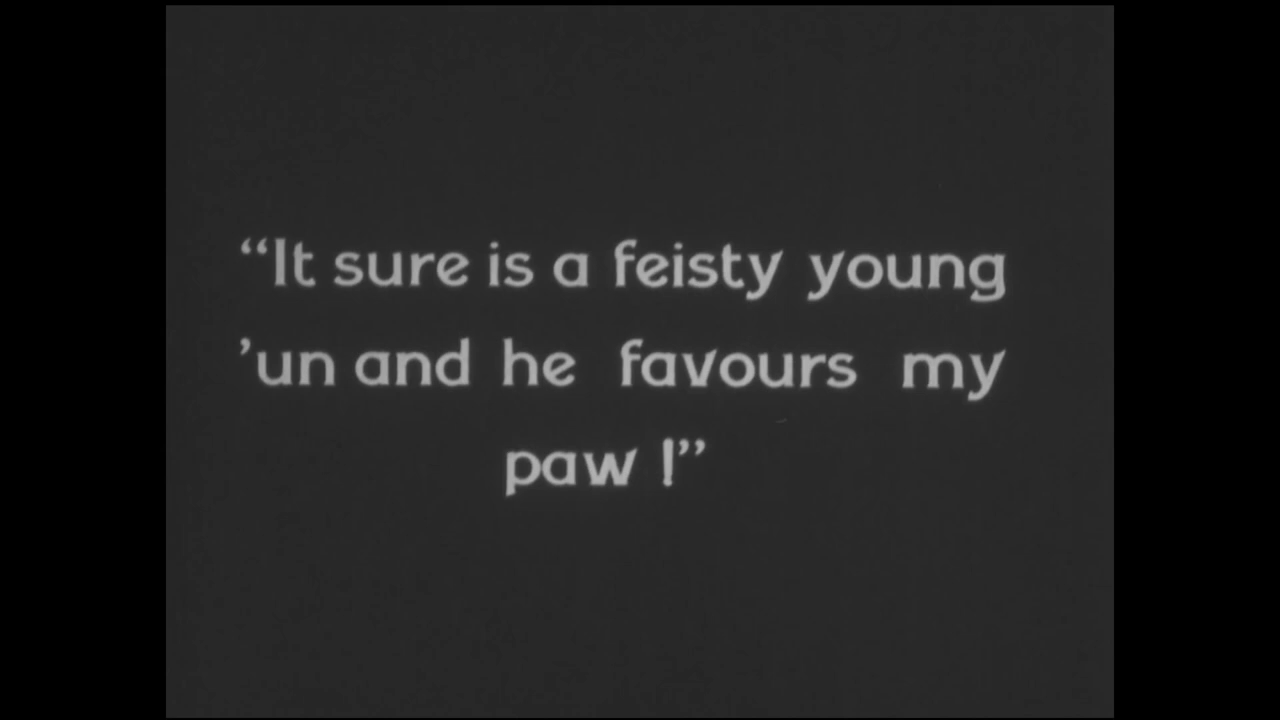 “It sure is a feisty young
’un and he favours my
paw !”